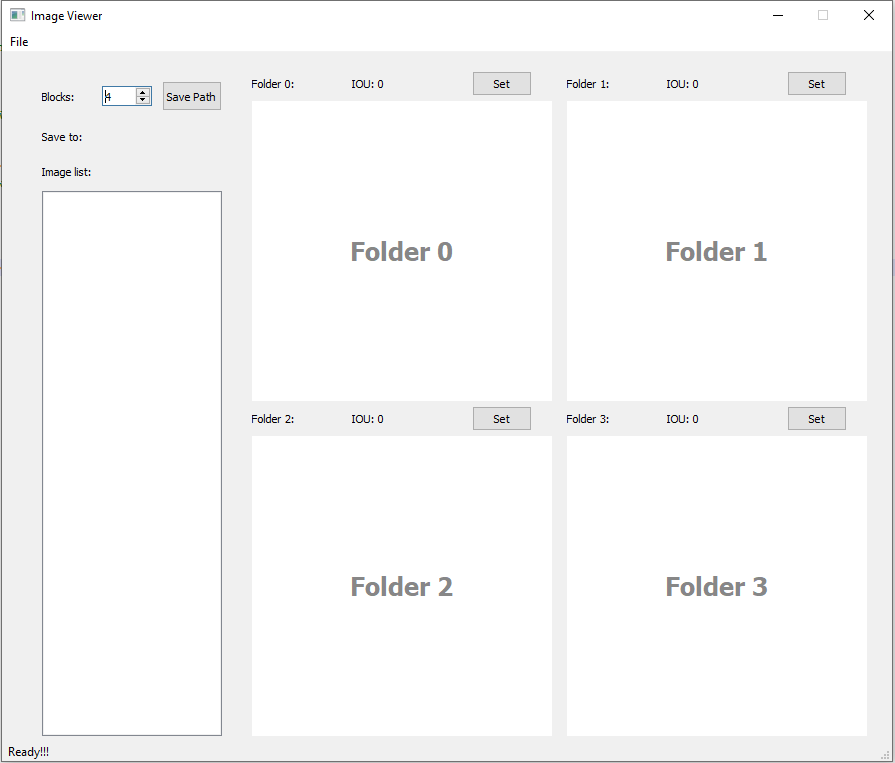 Image Viewer
File
Blocks: 4 Save Path
Save to:
Image list:
Folder 0: IOU: 0 Set
Folder 0
Folder 1: IOU: 0 Set
Folder 1
Folder 2: IOU: 0 Set
Folder 2
Folder 3: IOU: 0 Set
Folder 3
Ready!!!